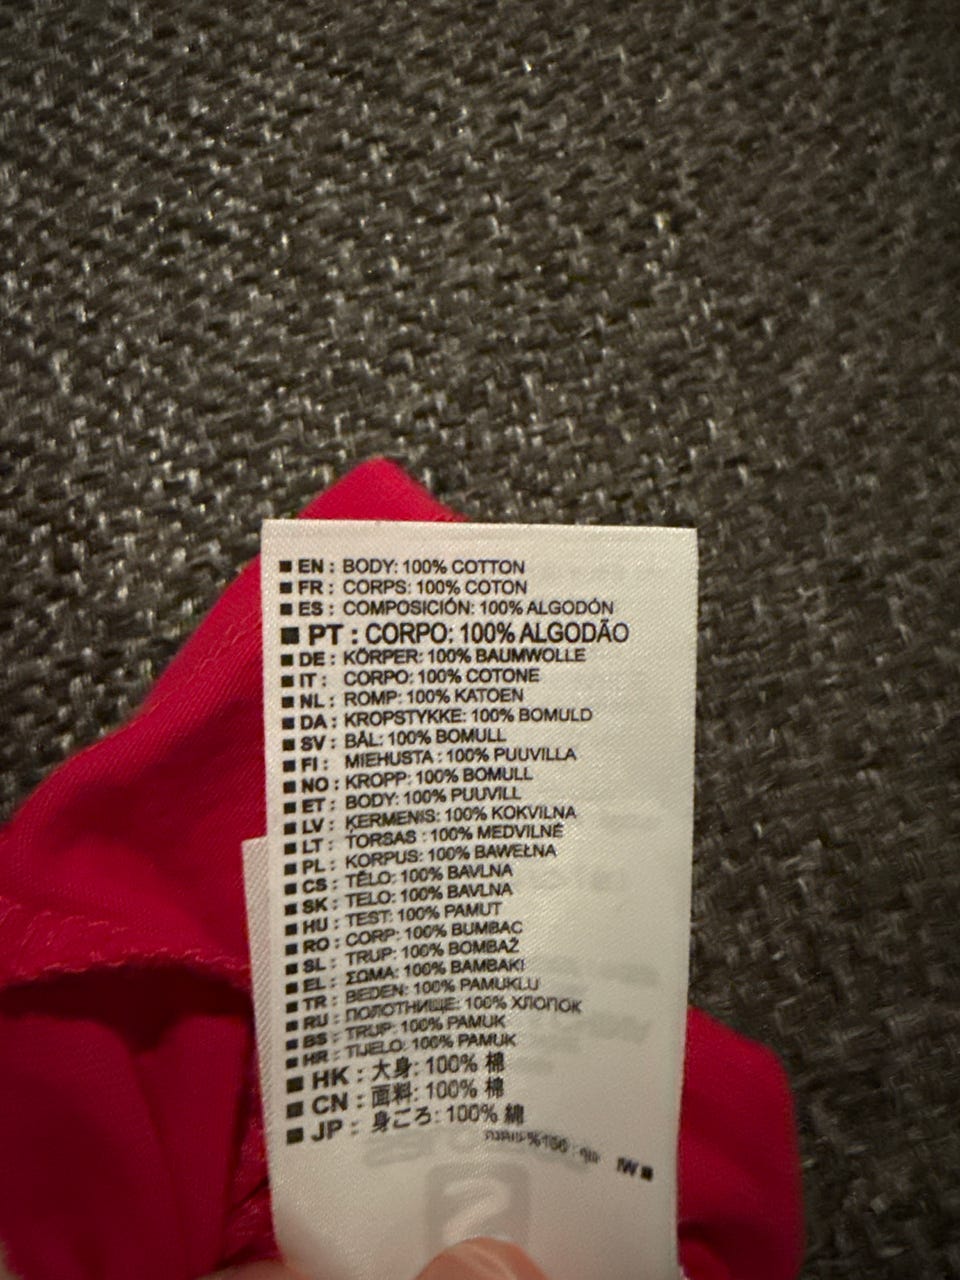 ■ EN : BODY: 100% COTTON
■ FR : CORPS: 100% COTON
■ ES : COMPOSICIÓN: 100% ALGODÓN
■ PT : CORPO: 100% ALGODÃO
■ DE : KÖRPER: 100% BAUMWOLLE
■ IT : CORPO: 100% COTONE
■ NL : ROMP: 100% KATOEN
■ DA : KROPSTYKKE: 100% BOMULD
■ SV : BÅL: 100% BOMULL
■ FI : MIEHUSTA : 100% PUUVILLA
■ NO : KROPP: 100% BOMULL
■ ET : BODY: 100% PUUVILL
■ LV : ĶERMENIS: 100% KOKVILNA
■ LT : TORSAS : 100% MEDVILNĖ
■ PL : KORPUS: 100% BAWEŁNA
■ CS : TĚLO: 100% BAVLNA
■ SK : TELO: 100% BAVLNA
■ HU : TEST: 100% PAMUT
■ RO : CORP: 100% BUMBAC
■ SL : TRUP: 100% BOMBAŽ
■ EL : ΣΩΜΑ: 100% ΒΑΜΒΑΚΙ
■ TR : BEDEN: 100% PAMUKLU
■ RU : ПОЛОТНИЩЕ: 100% ХЛОПОК
■ BS : TRUP: 100% PAMUK
■ HR : TIJELO: 100% PAMUK
■ HK : 大身: 100% 棉
■ CN : 面料: 100% 棉
■ JP : 身ごろ: 100% 綿
■ IW : גוף : 100% כותנה